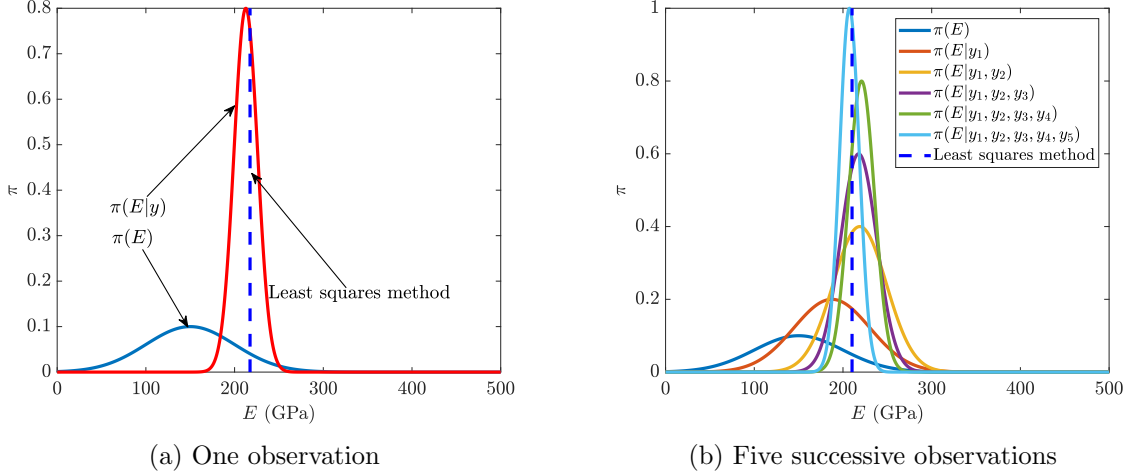 0.8
0.7
0.6
0.5
0.4
0.3
0.2
0.1
0
π
π(E|y)
π(E)
Least squares method
0 100 200 300 400 500
E (GPa)
(a) One observation
1
0.8
0.6
0.4
0.2
0
π
π(E)
π(E|y₁)
π(E|y₁, y₂)
π(E|y₁, y₂, y₃)
π(E|y₁, y₂, y₃, y₄)
π(E|y₁, y₂, y₃, y₄, y₅)
Least squares method
0 100 200 300 400 500
E (GPa)
(b) Five successive observations